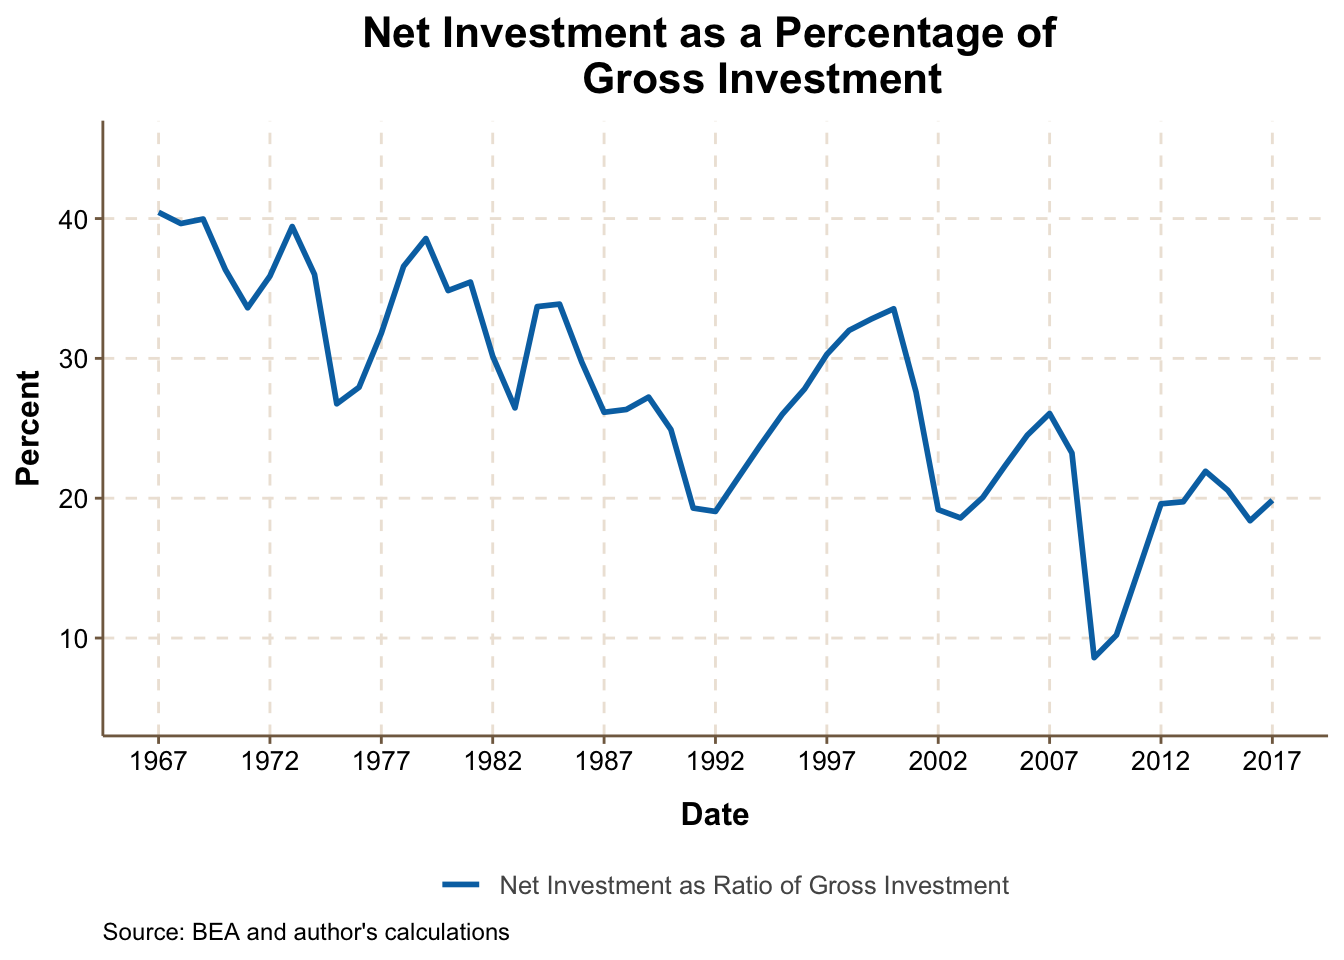 Net Investment as a Percentage of
Gross Investment
Percent
40
30
20
10
1967 1972 1977 1982 1987 1992 1997 2002 2007 2012 2017
Date
Net Investment as Ratio of Gross Investment
Source: BEA and author's calculations